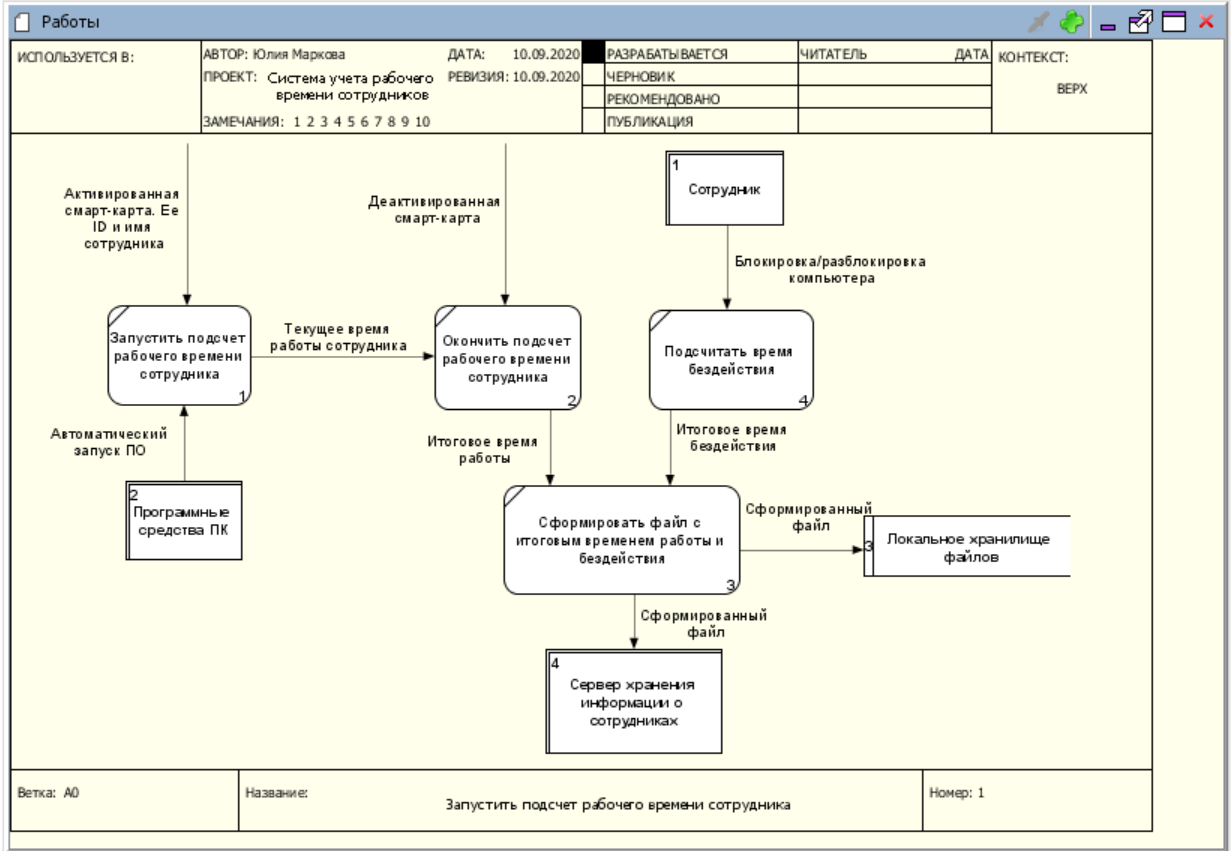 Работы
ИСПОЛЬЗУЕТСЯ В:
АВТОР: Юлия Маркова
ДАТА: 10.09.2020
ПРОЕКТ: Система учета рабочего
времени сотрудников
РЕВИЗИЯ: 10.09.2020
ЗАМЕЧАНИЯ: 1 2 3 4 5 6 7 8 9 10
РАЗРАБАТЫВАЕТСЯ
ЧЕРНОВИК
РЕКОМЕНДОВАНО
ПУБЛИКАЦИЯ
ЧИТАТЕЛЬ
ДАТА
КОНТЕКСТ:
ВЕРХ
Активированная
смарт-карта. Ее
ID и имя
сотрудника
Деактивированная
смарт-карта
1
Сотрудник
Блокировка/разблокировка
компьютера
Запустить подсчет
рабочего времени
сотрудника
1
Текущее время
работы сотрудника
Окончить подсчет
рабочего времени
сотрудника
2
Подсчитать время
бездействия
4
Автоматический
запуск ПО
Итоговое время
работы
Итоговое время
бездействия
2
Программные
средства ПК
Сформировать файл с
итоговым временем работы и
бездействия
3
Сформированный
файл
3
Локальное хранилище
файлов
Сформированный
файл
4
Сервер хранения
информации о
сотрудниках
Ветка: A0
Название:
Запустить подсчет рабочего времени сотрудника
Номер: 1